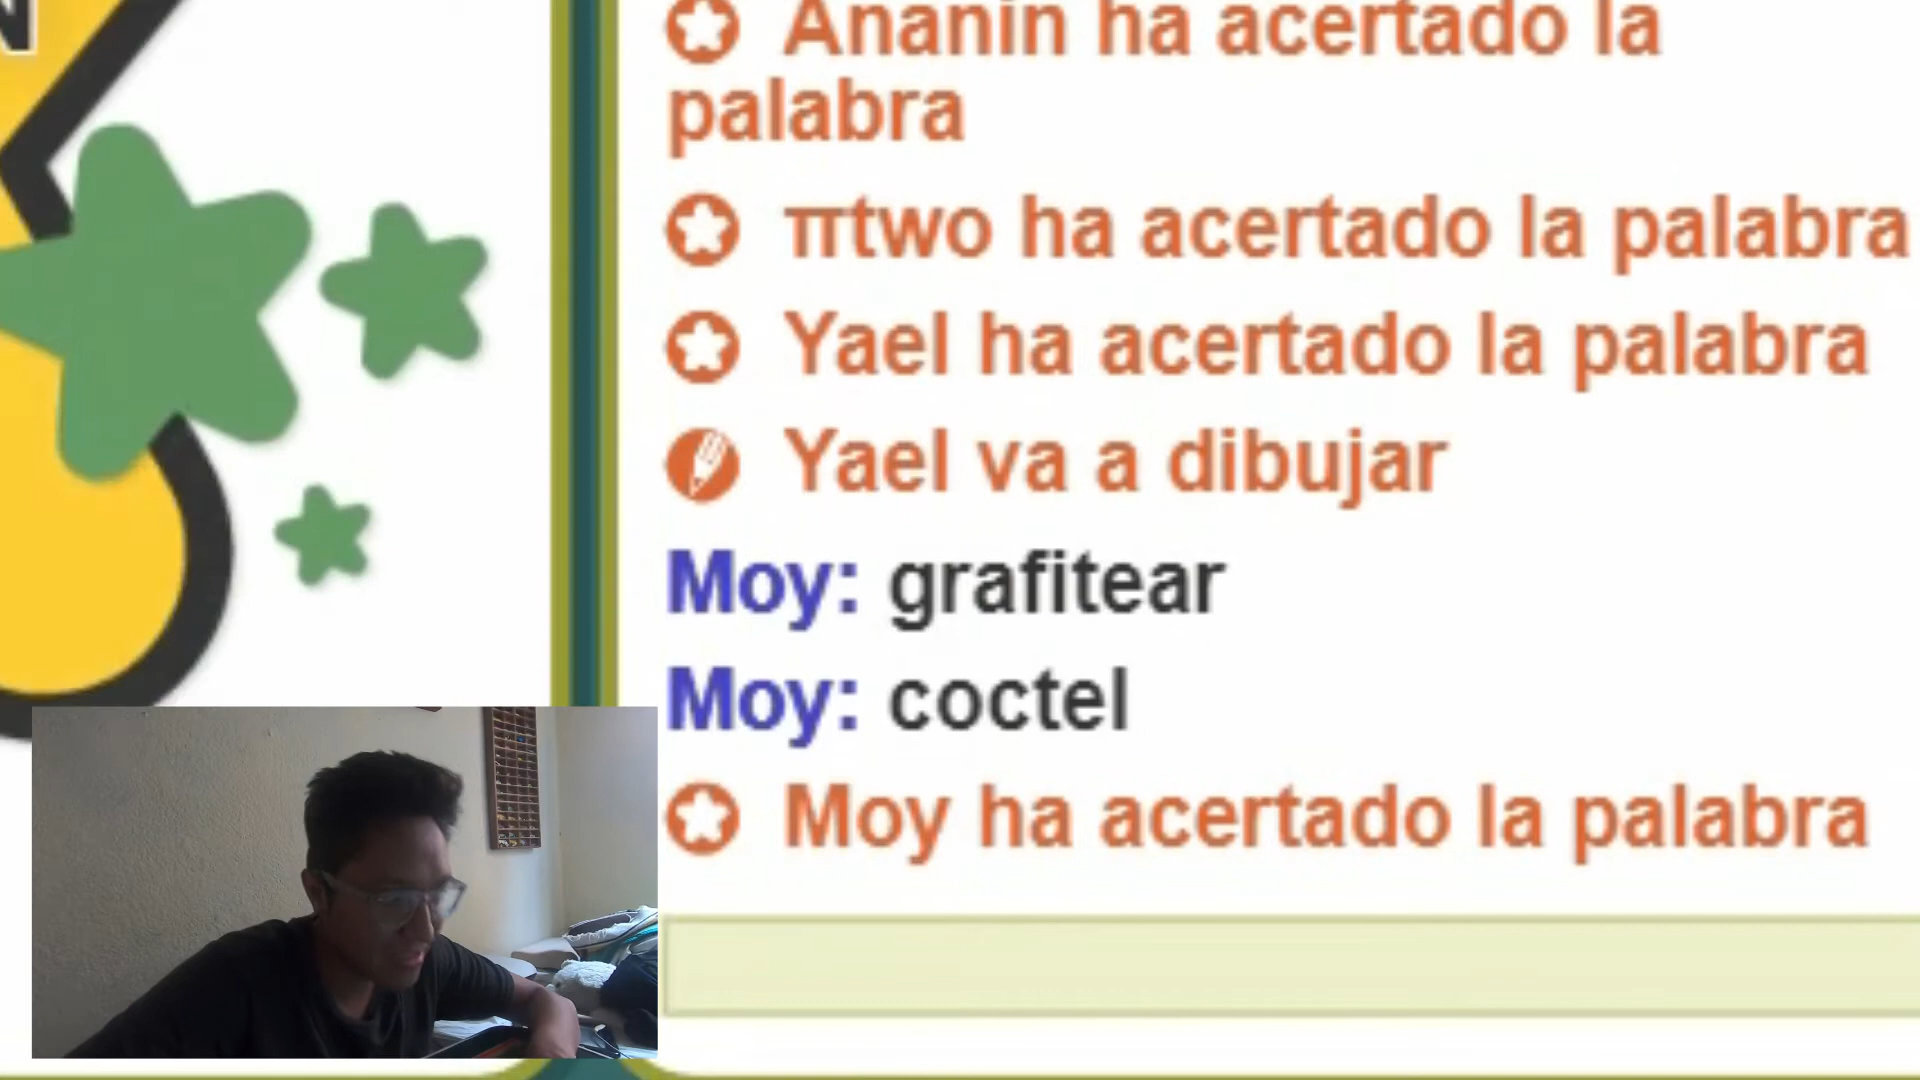 N
Ananin ha acertado la
palabra
πtwo ha acertado la palabra
Yael ha acertado la palabra
Yael va a dibujar
Moy: grafitear
Moy: coctel
Moy ha acertado la palabra